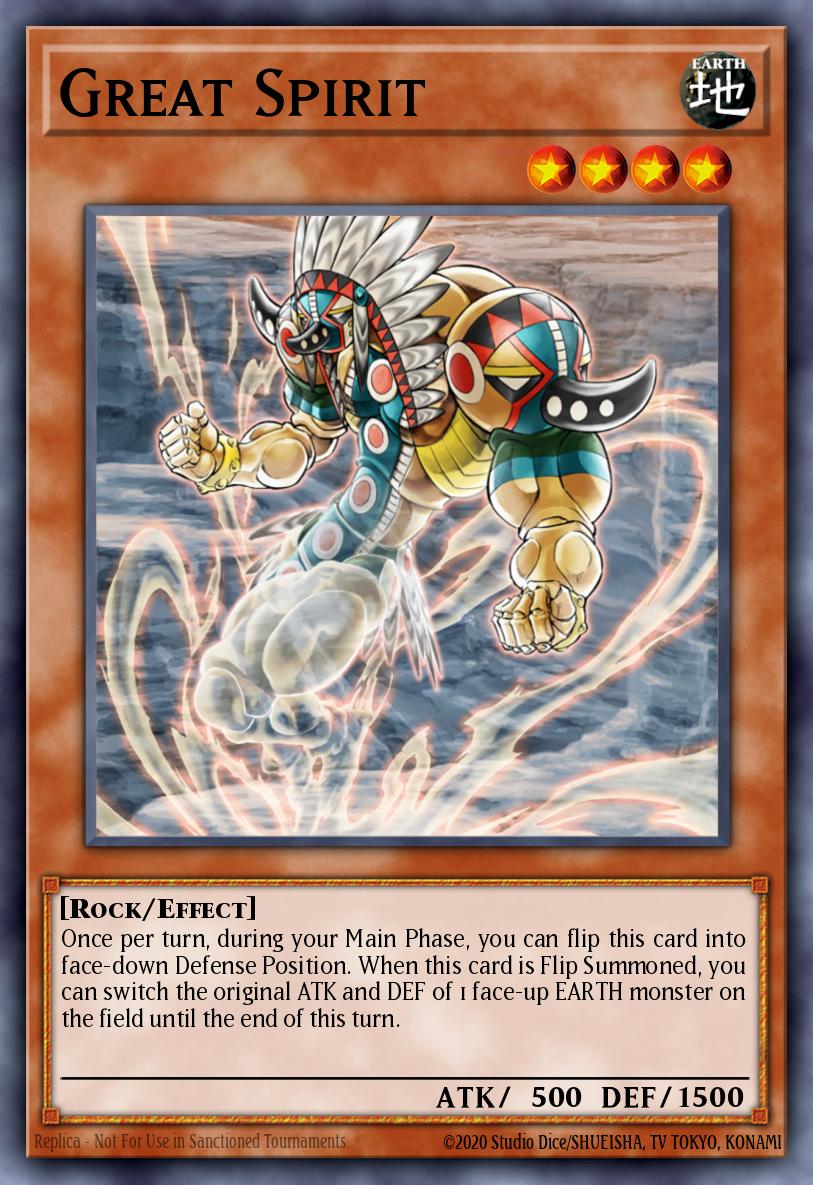 Great Spirit
EARTH
地
[Rock/Effect]
Once per turn, during your Main Phase, you can flip this card into
face-down Defense Position. When this card is Flip Summoned, you
can switch the original ATK and DEF of 1 face-up EARTH monster on
the field until the end of this turn.
ATK/ 500 DEF/1500
Replica - Not For Use in Sanctioned Tournaments. ©2020 Studio Dice/SHUEISHA, TV TOKYO, KONAMI